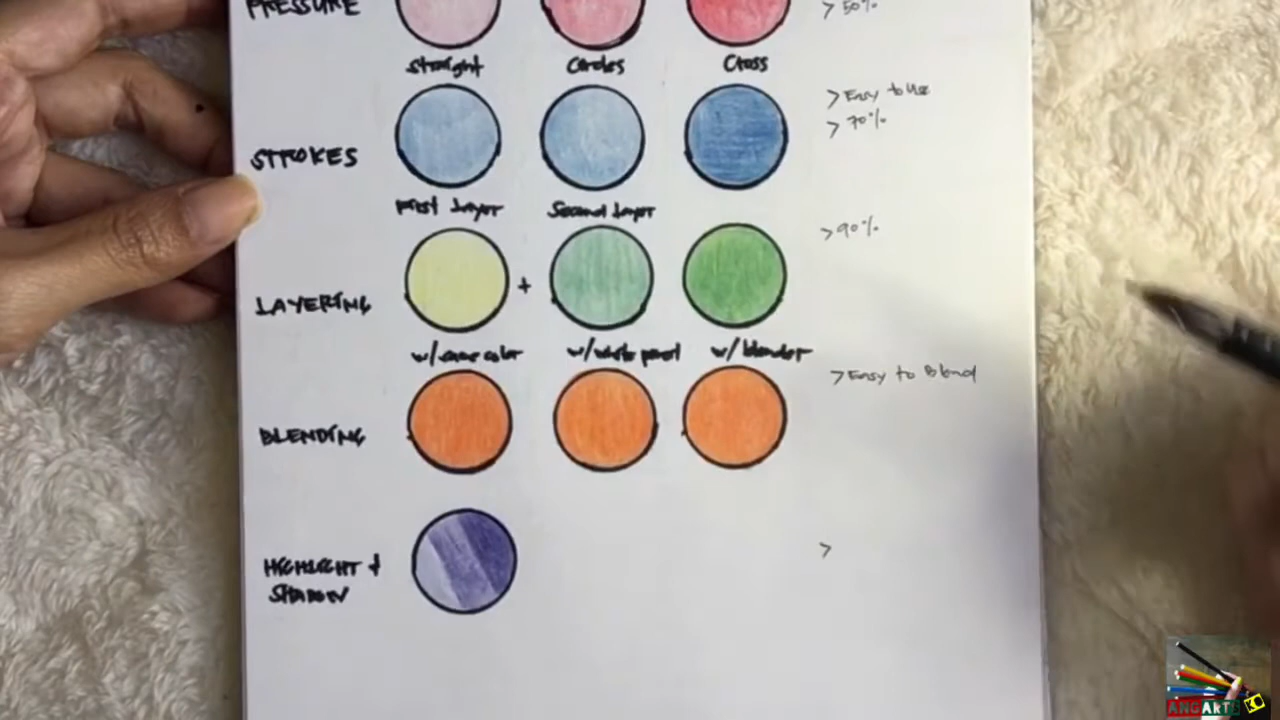 PRESSURE
> 50%
Straight Circles Cross
> Easy to Use
> 70%
STROKES
First Layer Second Layer
> 90%
+
LAYERING
w/same color w/white pencil w/blender
> Easy to Blend
BLENDING
>
HIGHLIGHT +
SHADOW
ANGARTS